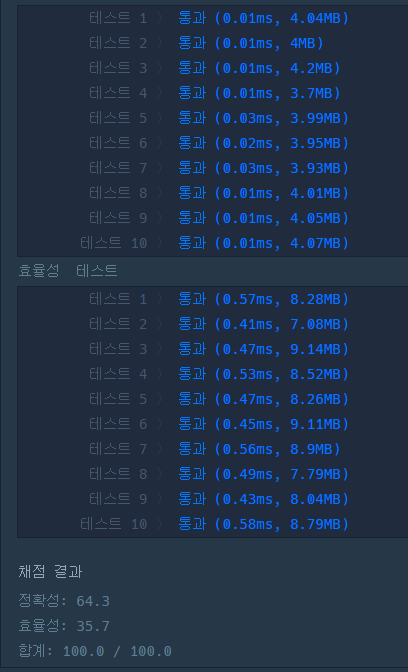 테스트 1 〉 통과 (0.01ms, 4.04MB)
테스트 2 〉 통과 (0.01ms, 4MB)
테스트 3 〉 통과 (0.01ms, 4.2MB)
테스트 4 〉 통과 (0.01ms, 3.7MB)
테스트 5 〉 통과 (0.03ms, 3.99MB)
테스트 6 〉 통과 (0.02ms, 3.95MB)
테스트 7 〉 통과 (0.03ms, 3.93MB)
테스트 8 〉 통과 (0.01ms, 4.01MB)
테스트 9 〉 통과 (0.01ms, 4.05MB)
테스트 10 〉 통과 (0.01ms, 4.07MB)
효율성 테스트
테스트 1 〉 통과 (0.57ms, 8.28MB)
테스트 2 〉 통과 (0.41ms, 7.08MB)
테스트 3 〉 통과 (0.47ms, 9.14MB)
테스트 4 〉 통과 (0.53ms, 8.52MB)
테스트 5 〉 통과 (0.47ms, 8.26MB)
테스트 6 〉 통과 (0.45ms, 9.11MB)
테스트 7 〉 통과 (0.56ms, 8.9MB)
테스트 8 〉 통과 (0.49ms, 7.79MB)
테스트 9 〉 통과 (0.43ms, 8.04MB)
테스트 10 〉 통과 (0.58ms, 8.79MB)
채점 결과
정확성: 64.3
효율성: 35.7
합계: 100.0 / 100.0